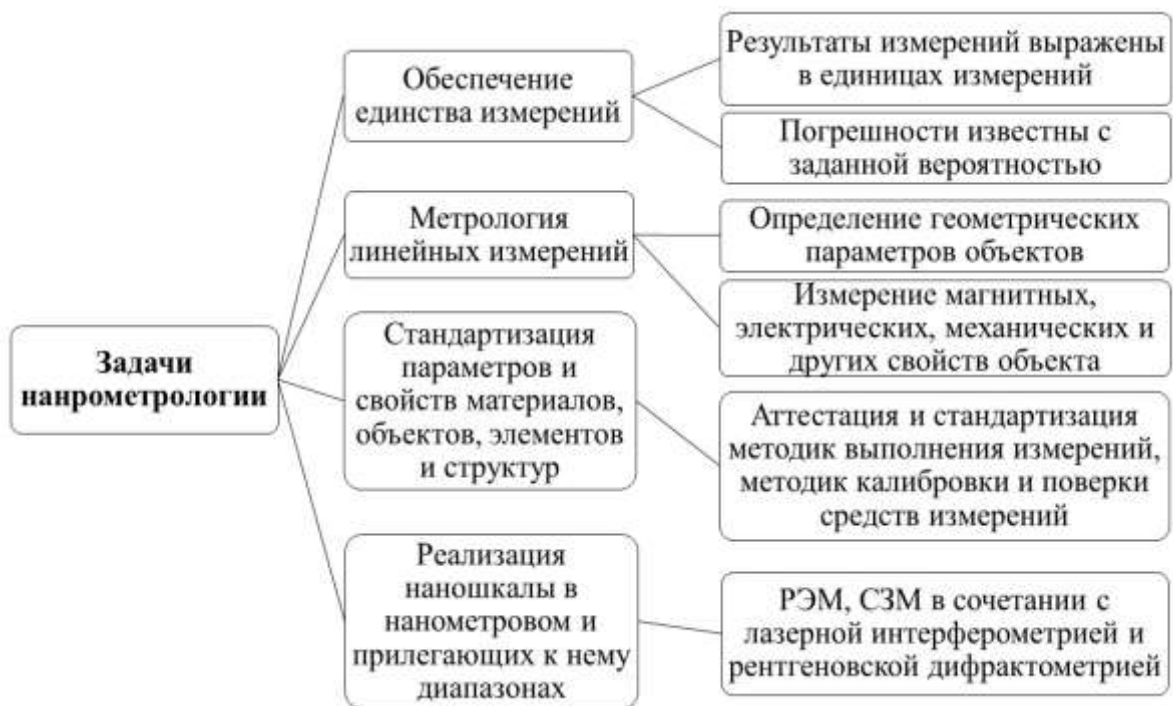 Задачи
нанрометрологии
Обеспечение
единства измерений
Результаты измерений выражены
в единицах измерений
Погрешности известны с
заданной вероятностью
Метрология
линейных измерений
Определение геометрических
параметров объектов
Измерение магнитных,
электрических, механических и
других свойств объекта
Стандартизация
параметров и
свойств материалов,
объектов, элементов
и структур
Аттестация и стандартизация
методик выполнения измерений,
методик калибровки и поверки
средств измерений
Реализация
наношкалы в
нанометровом и
прилегающих к нему
диапазонах
РЭМ, СЗМ в сочетании с
лазерной интерферометрией и
рентгеновской дифрактометрией